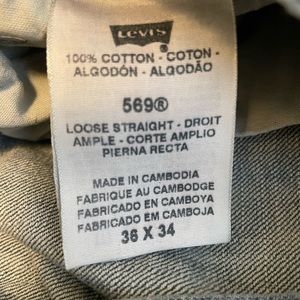 LEVI'S
100% COTTON - COTON -
ALGODÓN - ALGODÃO
569®
LOOSE STRAIGHT - DROIT
AMPLE - CORTE AMPLIO
PIERNA RECTA
MADE IN CAMBODIA
FABRIQUE AU CAMBODGE
FABRICADO EN CAMBOYA
FABRICADO EM CAMBOJA
36 X 34